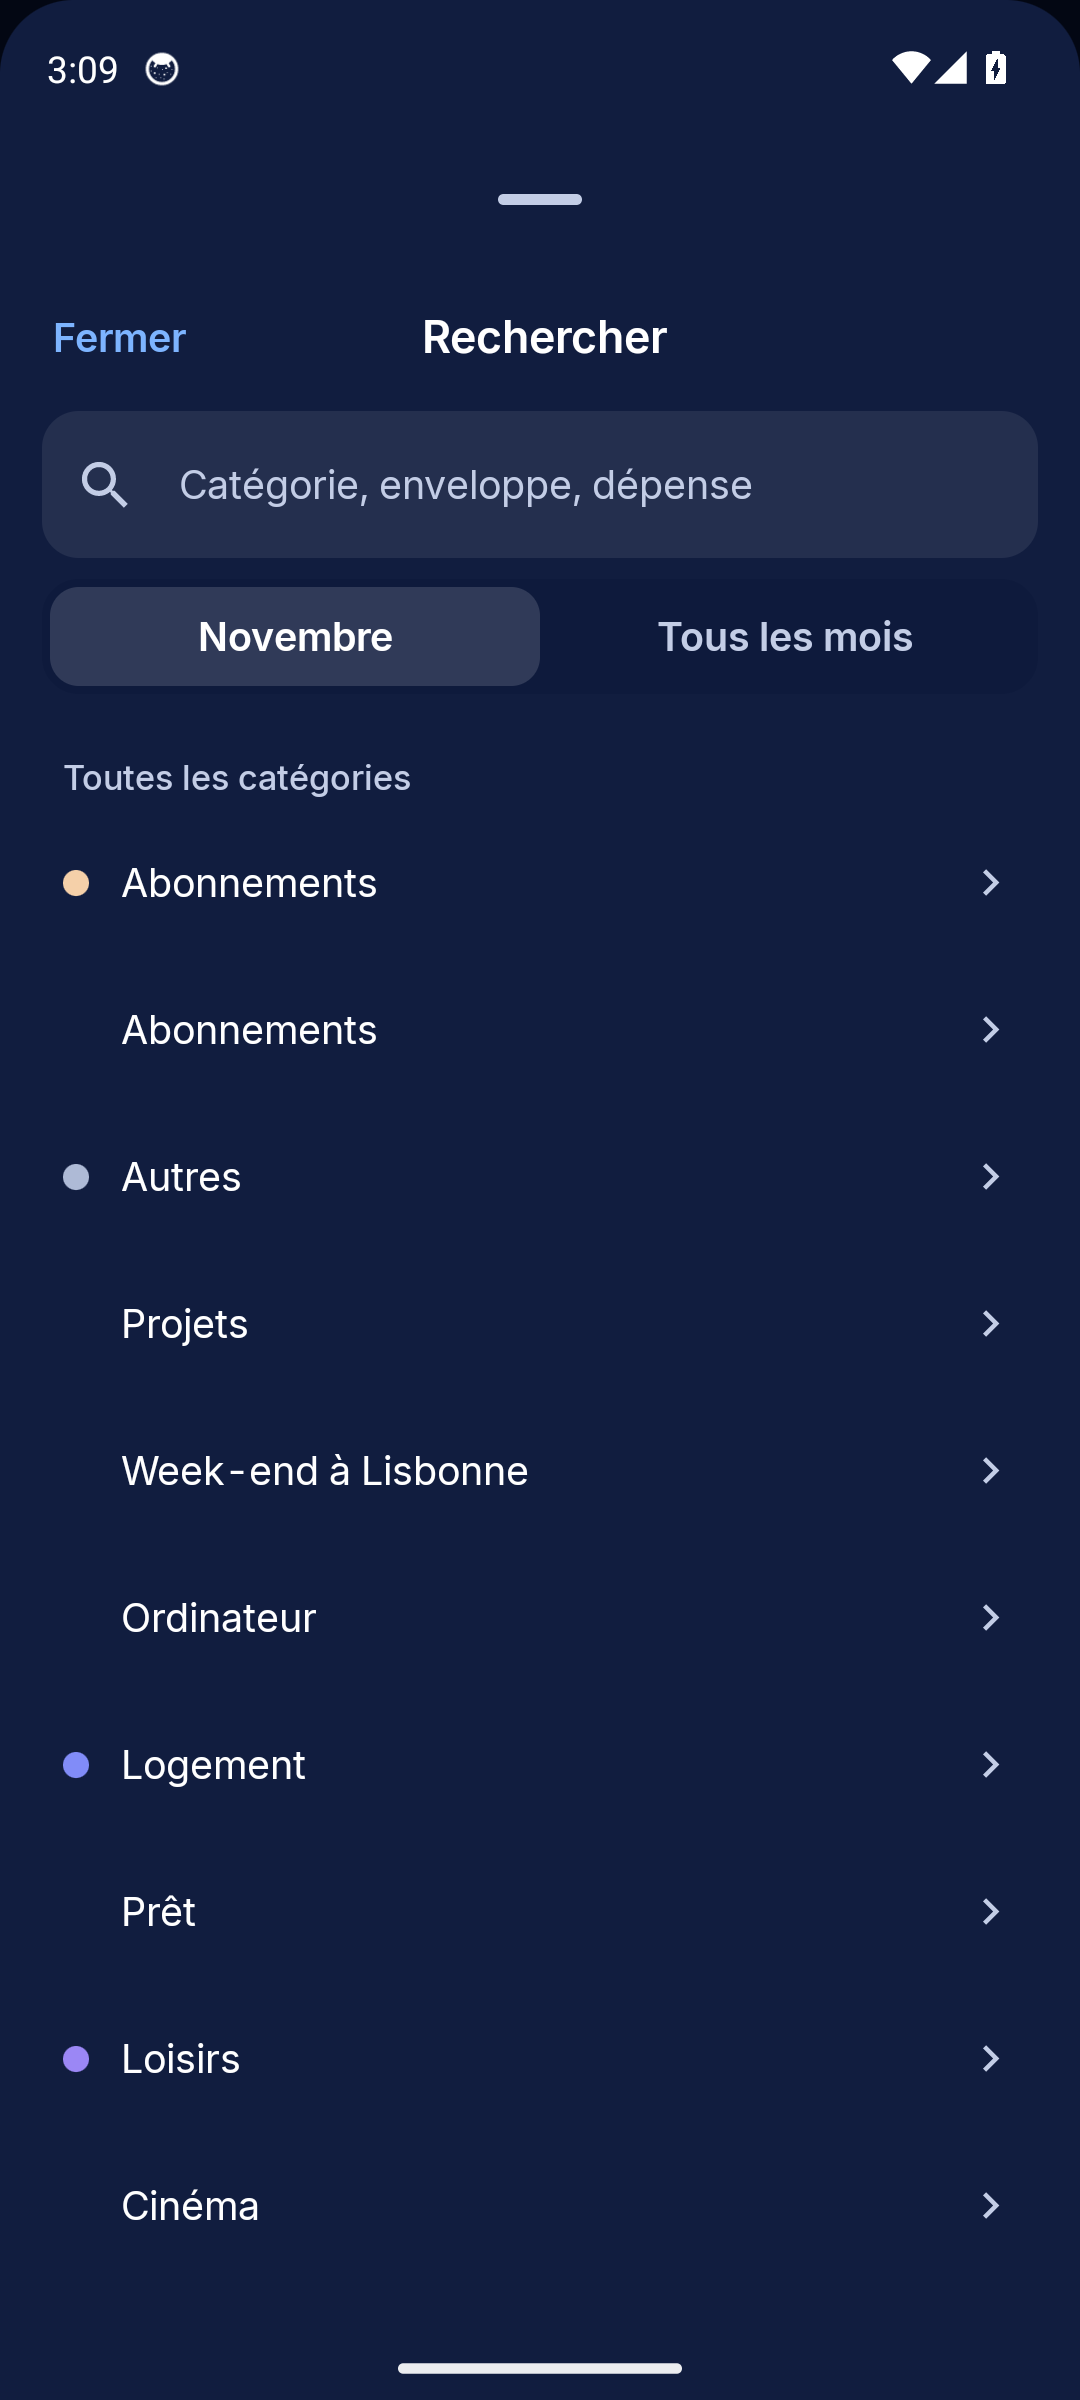 3:09
Fermer
Rechercher
Catégorie, enveloppe, dépense
Novembre
Tous les mois
Toutes les catégories
Abonnements
Abonnements
Autres
Projets
Week-end à Lisbonne
Ordinateur
Logement
Prêt
Loisirs
Cinéma